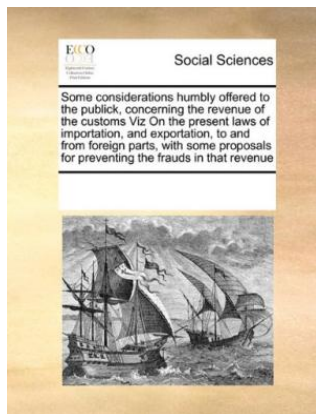 ECCO
Social Sciences
Some considerations humbly offered to
the publick, concerning the revenue of
the customs Viz On the present laws of
importation, and exportation, to and
from foreign parts, with some proposals
for preventing the frauds in that revenue